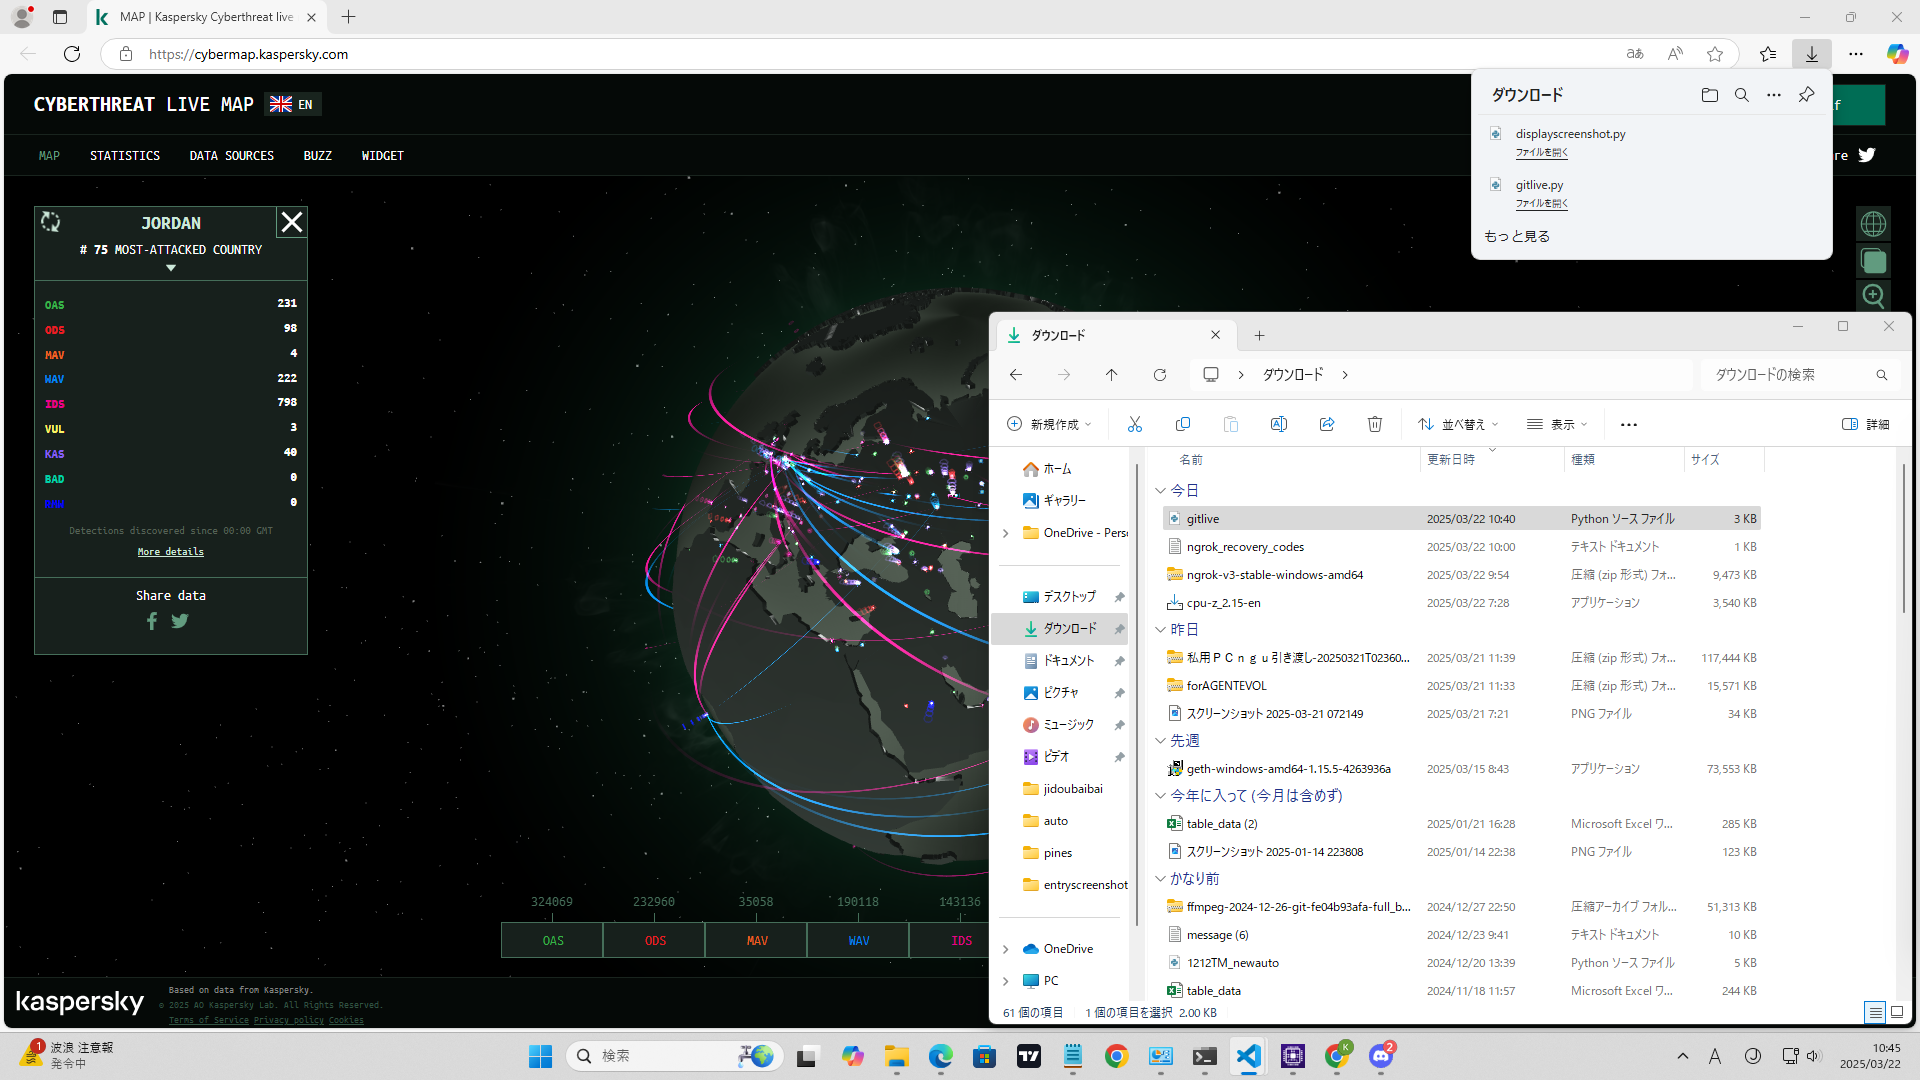 MAP | Kaspersky Cyberthreat live
https://cybermap.kaspersky.com
CYBERTHREAT LIVE MAP EN
MAP STATISTICS DATA SOURCES BUZZ WIDGET
JORDAN
# 75 MOST-ATTACKED COUNTRY
OAS 231
ODS 98
MAV 4
WAV 222
IDS 798
VUL 3
KAS 40
BAD 0
0
Detections discovered since 00:00 GMT
More details
Share data
324069 232960 35058 190118 143136
OAS ODS MAV WAV IDS
kaspersky
Based on data from Kaspersky.
© 2025 AO Kaspersky Lab. All Rights Reserved.
Terms of Service Privacy policy Cookies
ダウンロード
displayscreenshot.py
ファイルを開く
gitlive.py
ファイルを開く
もっと見る
ダウンロード
ダウンロード
ダウンロードの検索
新規作成
並べ替え
表示
詳細
ホーム
ギャラリー
OneDrive - Perso
デスクトップ
ダウンロード
ドキュメント
ピクチャ
ミュージック
ビデオ
jidoubaibai
auto
pines
entryscreenshot
OneDrive
PC
名前 更新日時 種類 サイズ
今日
gitlive 2025/03/22 10:40 Python ソース ファイル 3 KB
ngrok_recovery_codes 2025/03/22 10:00 テキスト ドキュメント 1 KB
ngrok-v3-stable-windows-amd64 2025/03/22 9:54 圧縮 (zip 形式) フォ... 9,473 KB
cpu-z_2.15-en 2025/03/22 7:28 アプリケーション 3,540 KB
昨日
私用ＰＣｎｇｕ引き渡し-20250321T02360... 2025/03/21 11:39 圧縮 (zip 形式) フォ... 117,444 KB
forAGENTEVOL 2025/03/21 11:33 圧縮 (zip 形式) フォ... 15,571 KB
スクリーンショット 2025-03-21 072149 2025/03/21 7:21 PNG ファイル 34 KB
先週
geth-windows-amd64-1.15.5-4263936a 2025/03/15 8:43 アプリケーション 73,553 KB
今年に入って (今月は含めず)
table_data (2) 2025/01/21 16:28 Microsoft Excel ワ... 285 KB
スクリーンショット 2025-01-14 223808 2025/01/14 22:38 PNG ファイル 123 KB
かなり前
ffmpeg-2024-12-26-git-fe04b93afa-full_b... 2024/12/27 22:50 圧縮アーカイブ フォル... 51,313 KB
message (6) 2024/12/23 9:41 テキスト ドキュメント 10 KB
1212TM_newauto 2024/12/20 13:39 Python ソース ファイル 5 KB
table_data 2024/11/18 11:57 Microsoft Excel ワ... 244 KB
61 個の項目 1 個の項目を選択 2.00 KB
1
波浪 注意報
発令中
検索
K
2
A
10:45
2025/03/22